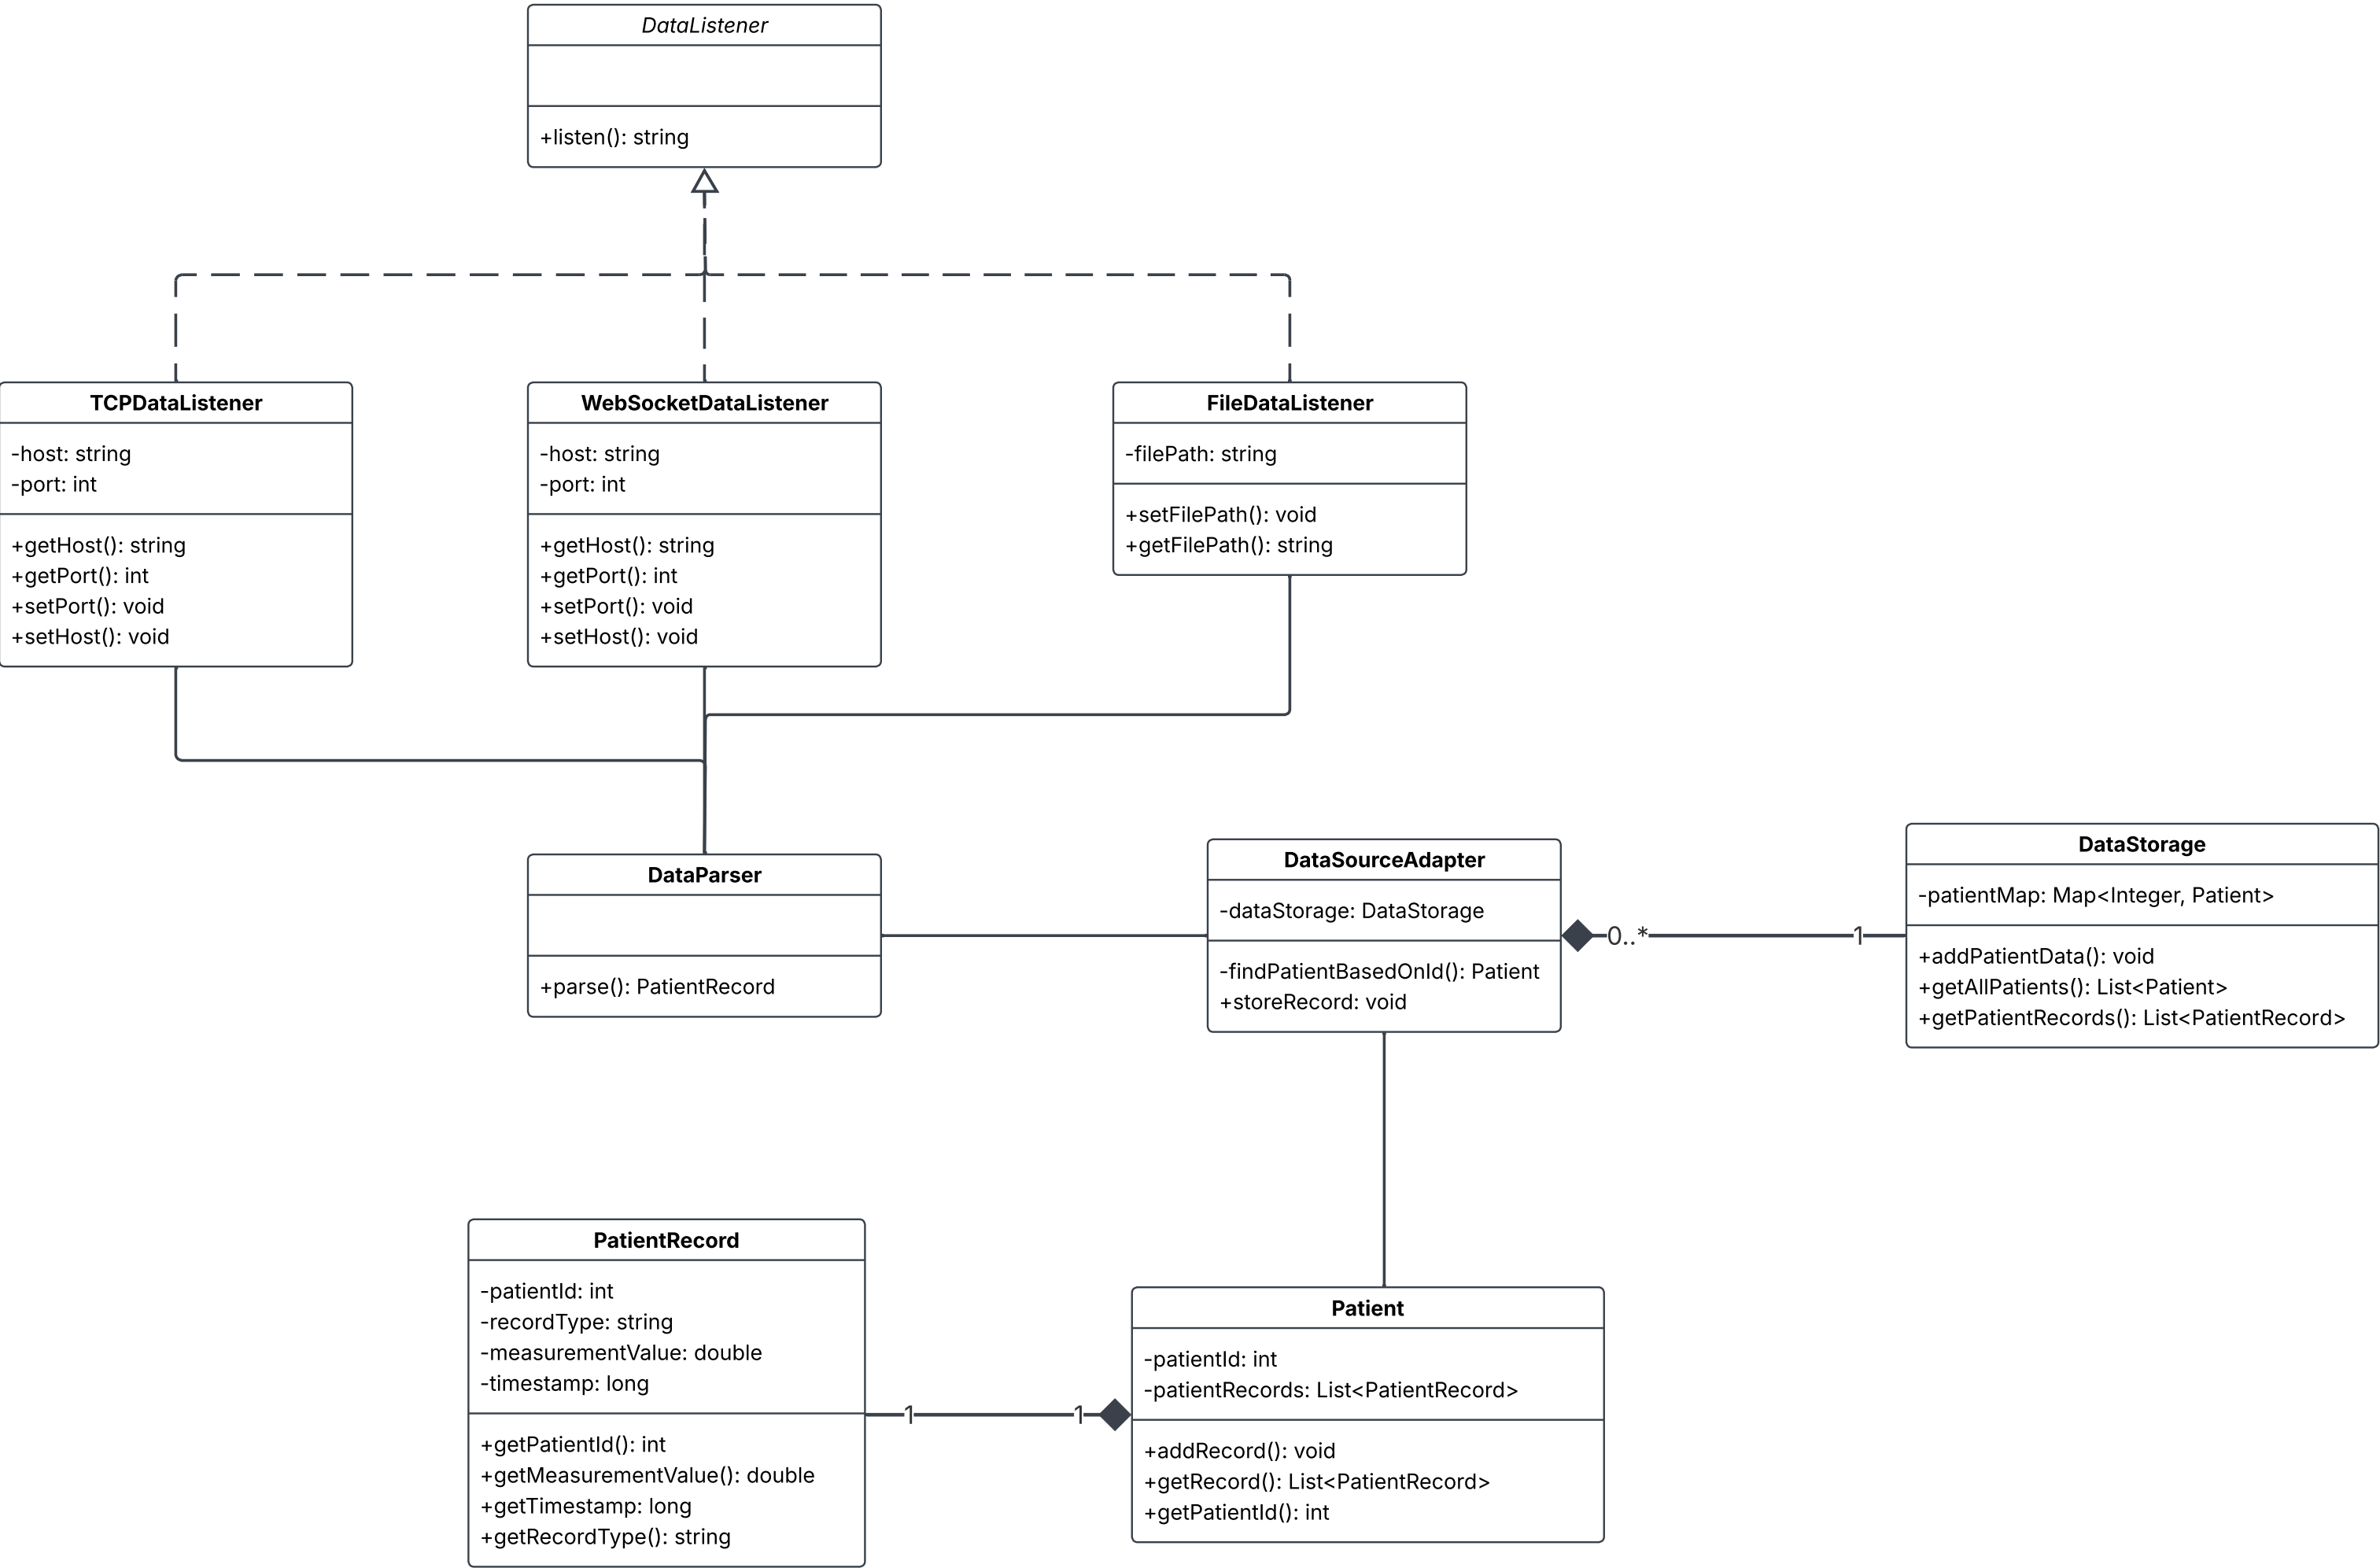 DataListener
+listen(): string
TCPDataListener
-host: string
-port: int
+getHost(): string
+getPort(): int
+setPort(): void
+setHost(): void
WebSocketDataListener
-host: string
-port: int
+getHost(): string
+getPort(): int
+setPort(): void
+setHost(): void
FileDataListener
-filePath: string
+setFilePath(): void
+getFilePath(): string
DataParser
+parse(): PatientRecord
DataSourceAdapter
-dataStorage: DataStorage
-findPatientBasedOnId(): Patient
+storeRecord: void
0..*
1
DataStorage
-patientMap: Map<Integer, Patient>
+addPatientData(): void
+getAllPatients(): List<Patient>
+getPatientRecords(): List<PatientRecord>
PatientRecord
-patientId: int
-recordType: string
-measurementValue: double
-timestamp: long
+getPatientId(): int
+getMeasurementValue(): double
+getTimestamp: long
+getRecordType(): string
1
1
Patient
-patientId: int
-patientRecords: List<PatientRecord>
+addRecord(): void
+getRecord(): List<PatientRecord>
+getPatientId(): int